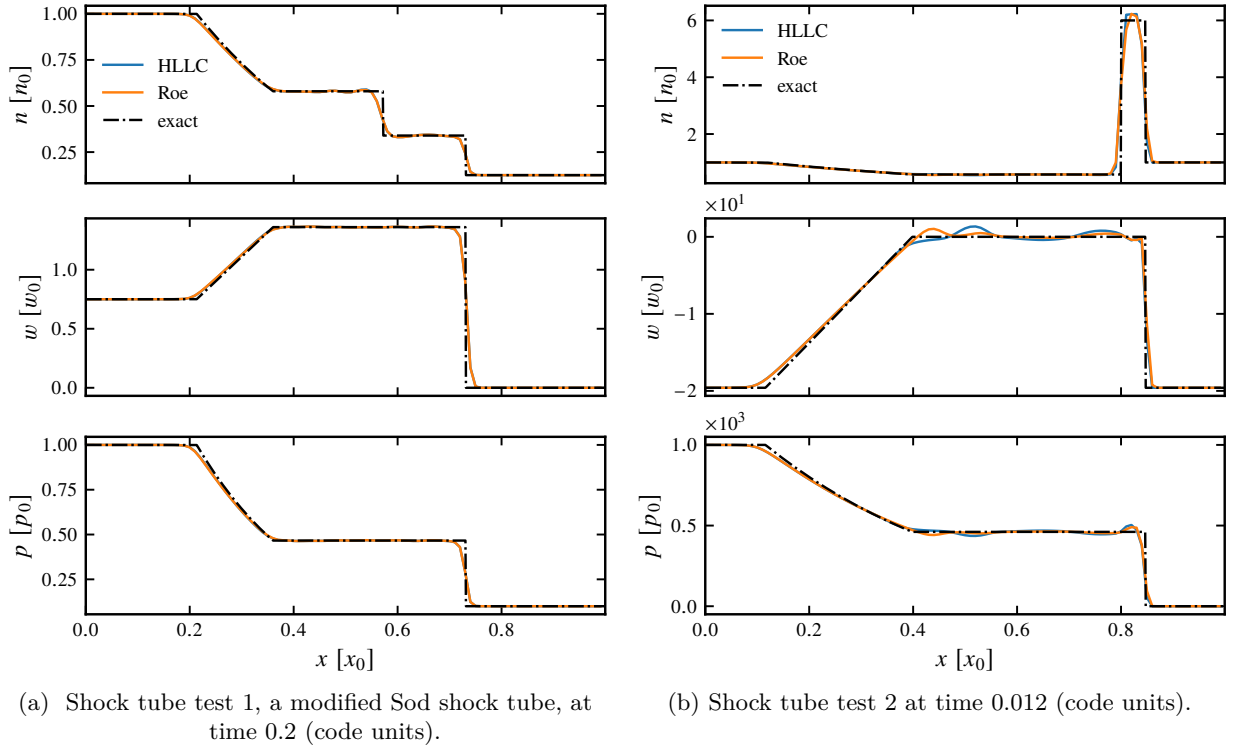 1.00
0.75
0.50
0.25
n [n₀]
HLLC
Roe
exact
1.0
0.5
0.0
w [w₀]
1.00
0.75
0.50
0.25
p [p₀]
0.0 0.2 0.4 0.6 0.8
x [x₀]
(a) Shock tube test 1, a modified Sod shock tube, at
time 0.2 (code units).
6
4
2
n [n₀]
HLLC
Roe
exact
×10¹
0
−1
−2
w [w₀]
×10³
1.0
0.5
0.0
p [p₀]
0.0 0.2 0.4 0.6 0.8
x [x₀]
(b) Shock tube test 2 at time 0.012 (code units).